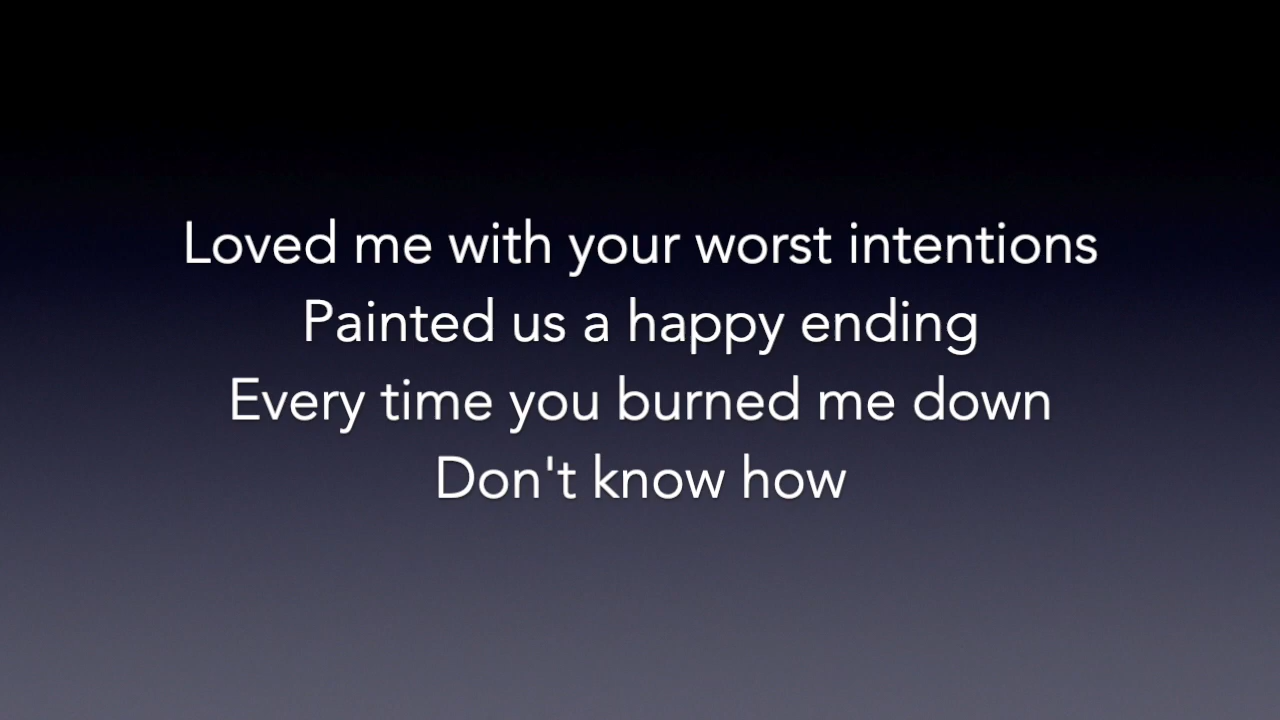 Loved me with your worst intentions
Painted us a happy ending
Every time you burned me down
Don't know how